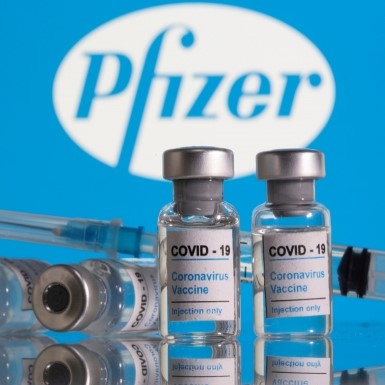 Pfizer
COVID - 19
Coronavirus
Vaccine
Injection only
COVID - 19
Coronavirus
Vaccine
Injection only